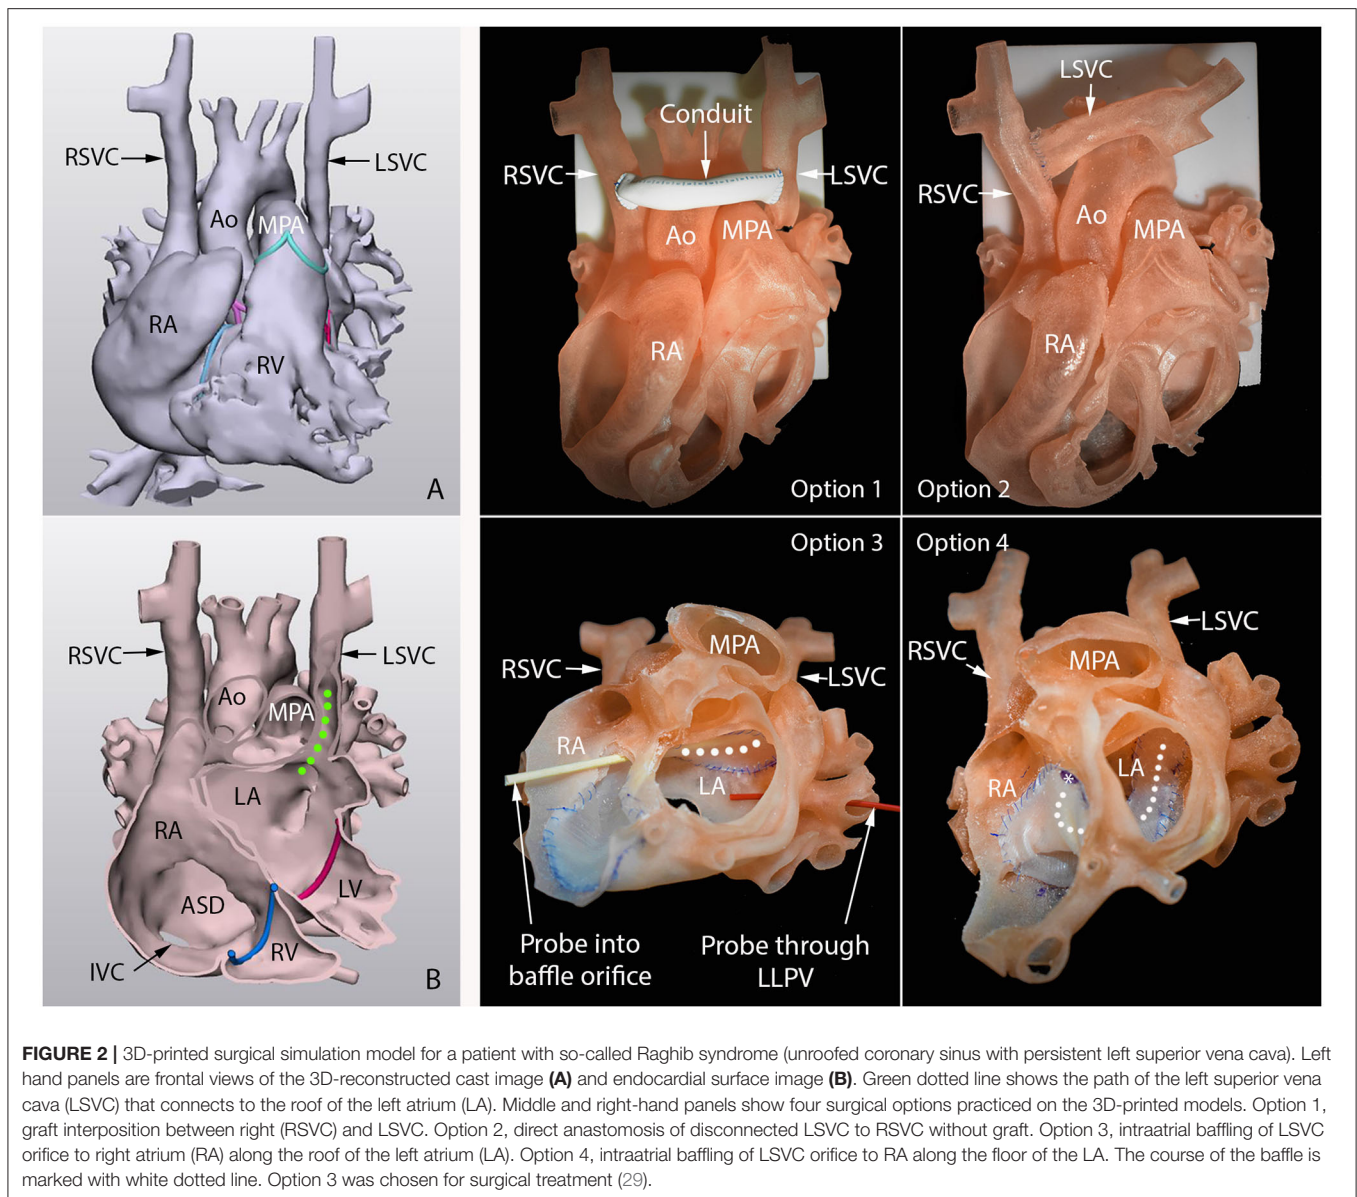 RSVC
LSVC
Ao
MPA
RA
RV
A
Conduit
RSVC
LSVC
Ao
MPA
RA
Option 1
LSVC
RSVC
Ao
MPA
RA
Option 2
RSVC
LSVC
Ao
MPA
LA
RA
LV
ASD
RV
IVC
B
Option 3
MPA
RSVC
LSVC
RA
LA
Probe into
baffle orifice
Probe through
LLPV
Option 4
LSVC
RSVC
MPA
LA
RA
*
FIGURE 2 | 3D-printed surgical simulation model for a patient with so-called Raghib syndrome (unroofed coronary sinus with persistent left superior vena cava). Left
hand panels are frontal views of the 3D-reconstructed cast image (A) and endocardial surface image (B). Green dotted line shows the path of the left superior vena
cava (LSVC) that connects to the roof of the left atrium (LA). Middle and right-hand panels show four surgical options practiced on the 3D-printed models. Option 1,
graft interposition between right (RSVC) and LSVC. Option 2, direct anastomosis of disconnected LSVC to RSVC without graft. Option 3, intraatrial baffling of LSVC
orifice to right atrium (RA) along the roof of the left atrium (LA). Option 4, intraatrial baffling of LSVC orifice to RA along the floor of the LA. The course of the baffle is
marked with white dotted line. Option 3 was chosen for surgical treatment (29).